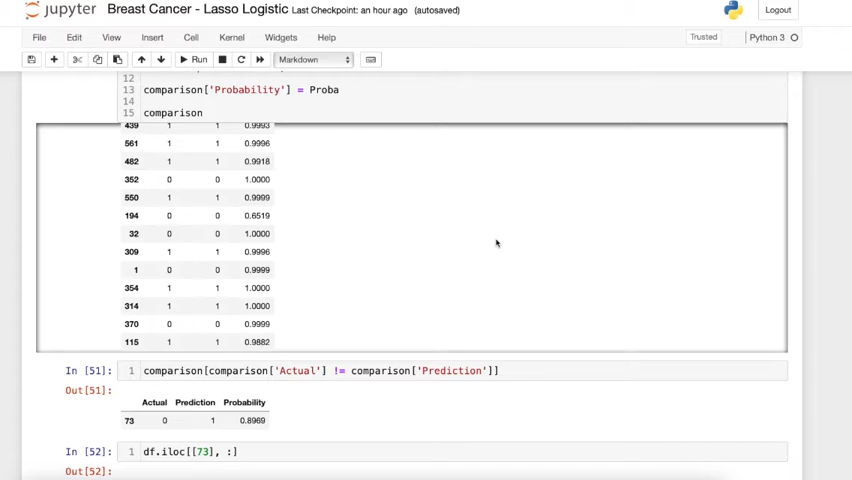 jupyter Breast Cancer - Lasso Logistic Last Checkpoint: an hour ago (autosaved)
Logout
File Edit View Insert Cell Kernel Widgets Help
Trusted Python 3
Run Markdown
12
13 comparison['Probability'] = Proba
14
15 comparison
439 1 1 0.9993
561 1 1 0.9996
482 1 1 0.9918
352 0 0 1.0000
550 1 1 0.9999
194 0 0 0.6519
32 0 0 1.0000
309 1 1 0.9996
1 0 0 0.9999
354 1 1 1.0000
314 1 1 1.0000
370 0 0 0.9999
115 1 1 0.9882
In [51]: 1 comparison[comparison['Actual'] != comparison['Prediction']]
Out[51]:
Actual Prediction Probability
73 0 1 0.8969
In [52]: 1 df.iloc[[73], :]
Out[52]: